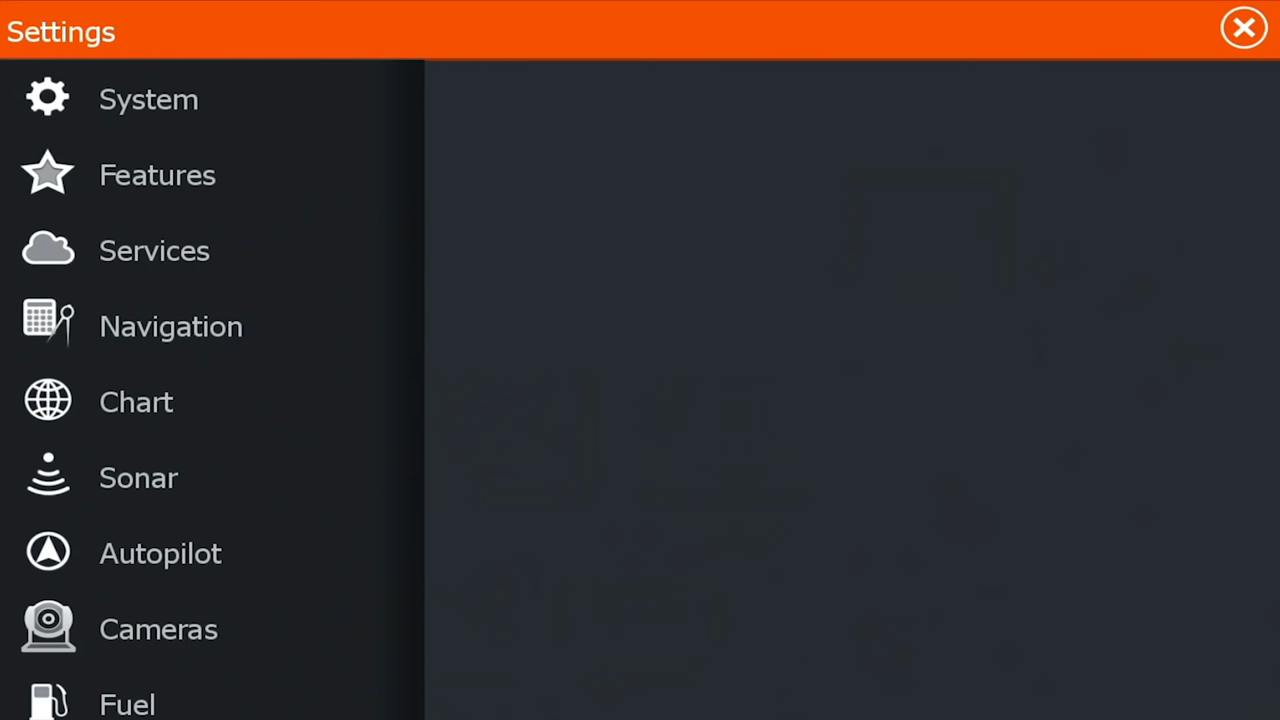 Settings
System
Features
Services
Navigation
Chart
Sonar
Autopilot
Cameras
Fuel